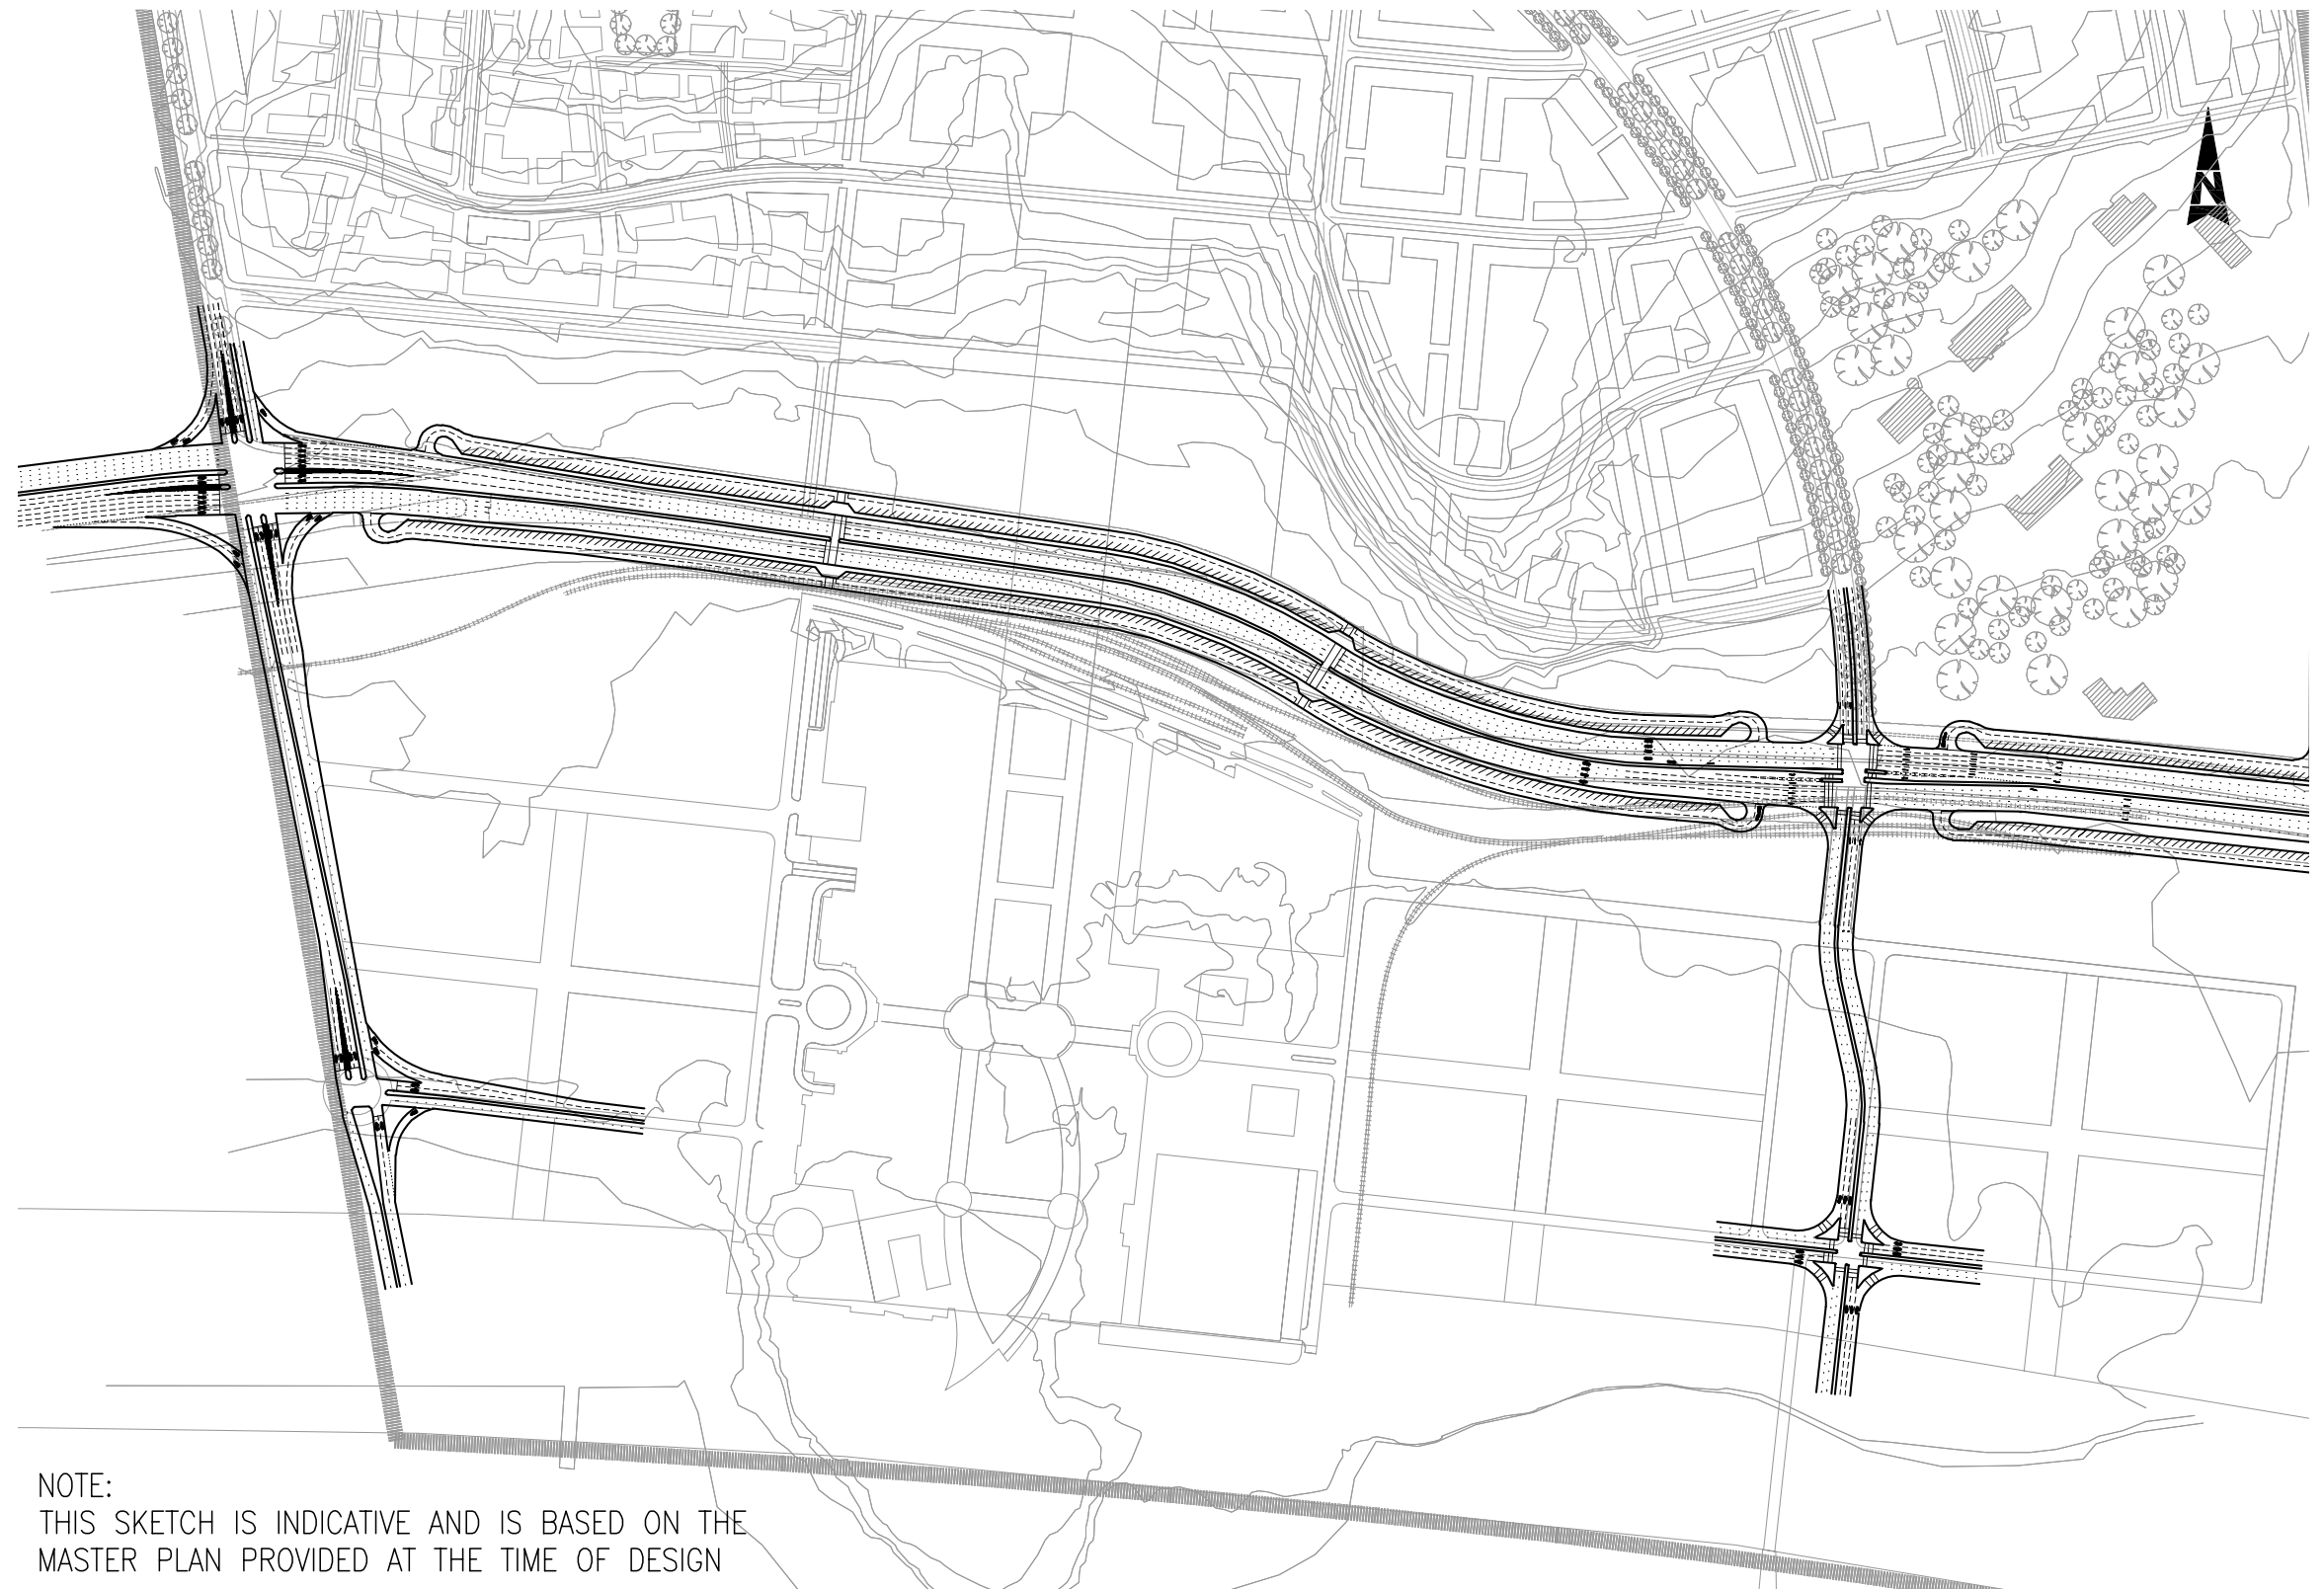 N
NOTE:
THIS SKETCH IS INDICATIVE AND IS BASED ON THE
MASTER PLAN PROVIDED AT THE TIME OF DESIGN